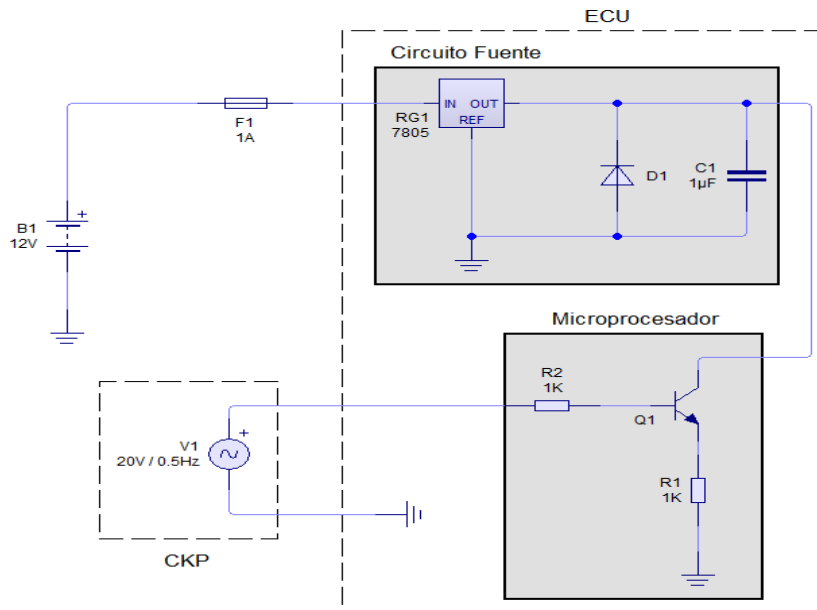 ECU
Circuito Fuente
F1
1A
RG1
7805
IN OUT
REF
D1
C1
1µF
B1
12V
+
Microprocesador
R2
1K
Q1
R1
1K
V1
20V / 0.5Hz
+
CKP